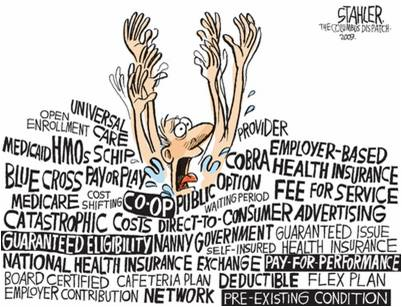 STAHLER.
THE COLUMBUS DISPATCH
2009.
UNIVERSAL PROVIDER
OPEN ENROLLMENT CARE EMPLOYER-BASED
MEDICAID HMOs SCHIP COBRA HEALTH INSURANCE
BLUE CROSS PAY OR PLAY PUBLIC OPTION FEE FOR SERVICE
MEDICARE COST SHIFTING CO-OP WAITING PERIOD
CATASTROPHIC COSTS DIRECT-TO-CONSUMER ADVERTISING
GUARANTEED ELIGIBILITY NANNY GOVERNMENT GUARANTEED ISSUE
SELF-INSURED HEALTH INSURANCE
NATIONAL HEALTH INSURANCE EXCHANGE PAY-FOR-PERFORMANCE
BOARD CERTIFIED CAFETERIA PLAN DEDUCTIBLE FLEX PLAN
EMPLOYER CONTRIBUTION NETWORK PRE-EXISTING CONDITION